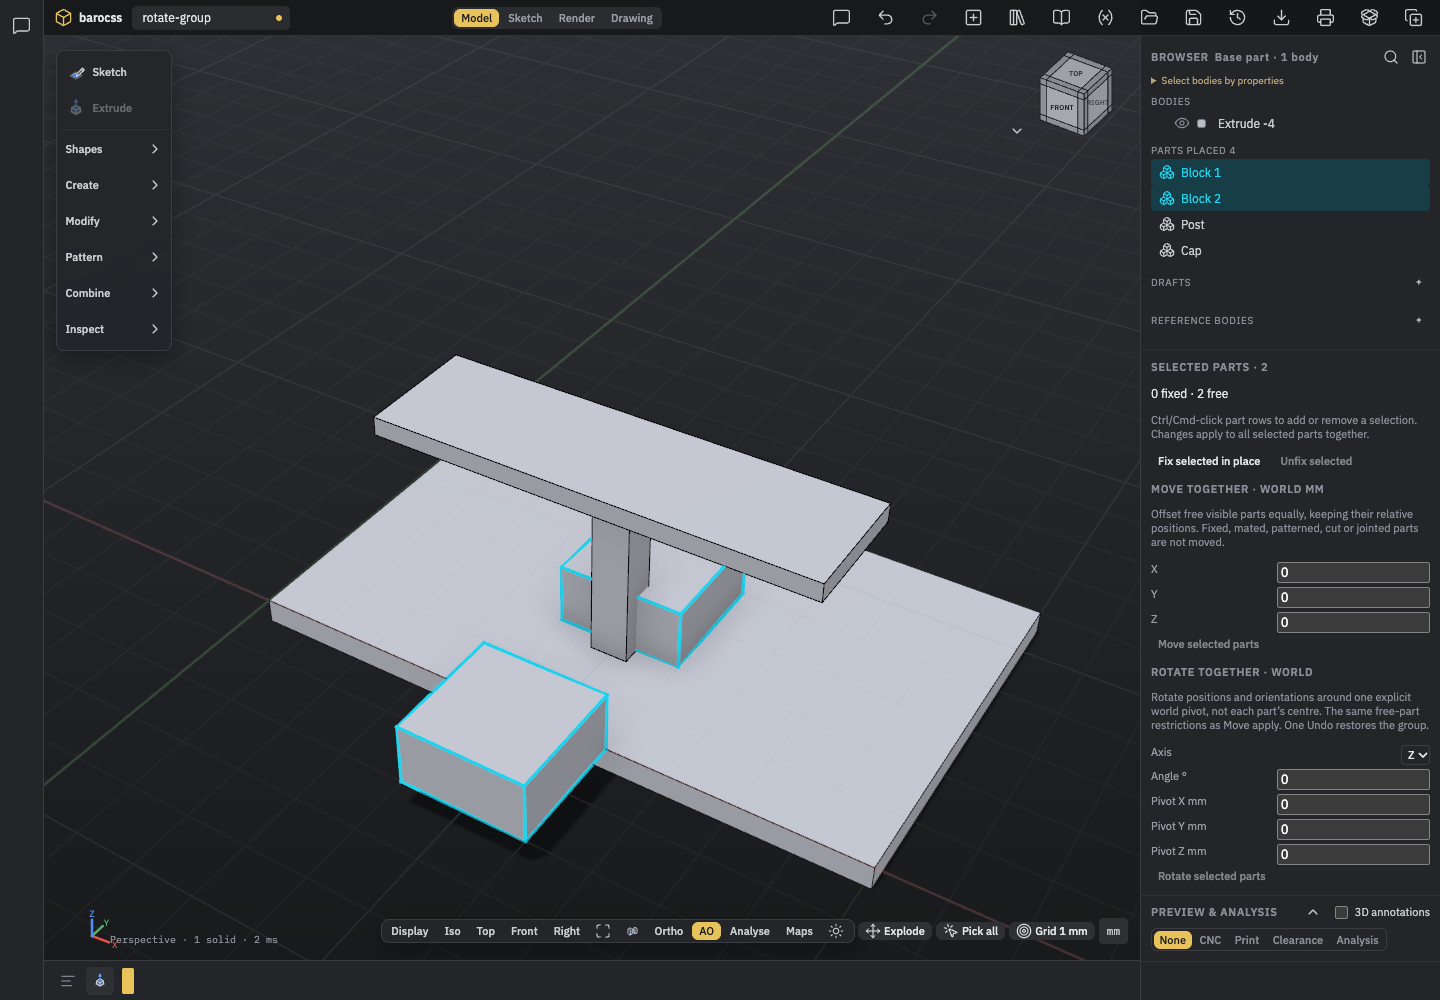 barocss
rotate-group
Model
Sketch
Render
Drawing
Sketch
Extrude
Shapes
Create
Modify
Pattern
Combine
Inspect
TOP
FRONT
RIGHT
BROWSER Base part · 1 body
Select bodies by properties
BODIES
Extrude -4
PARTS PLACED 4
Block 1
Block 2
Post
Cap
DRAFTS
+
REFERENCE BODIES
+
SELECTED PARTS · 2
0 fixed · 2 free
Ctrl/Cmd-click part rows to add or remove a selection.
Changes apply to all selected parts together.
Fix selected in place
Unfix selected
MOVE TOGETHER · WORLD MM
Offset free visible parts equally, keeping their relative
positions. Fixed, mated, patterned, cut or jointed parts
are not moved.
X
0
Y
0
Z
0
Move selected parts
ROTATE TOGETHER · WORLD
Rotate positions and orientations around one explicit
world pivot, not each part's centre. The same free-part
restrictions as Move apply. One Undo restores the group.
Axis
Z
Angle °
0
Pivot X mm
0
Pivot Y mm
0
Pivot Z mm
0
Rotate selected parts
PREVIEW & ANALYSIS
3D annotations
None
CNC
Print
Clearance
Analysis
Z
Y
X
Perspective · 1 solid · 2 ms
Display
Iso
Top
Front
Right
Ortho
AO
Analyse
Maps
Explode
Pick all
Grid 1 mm
mm